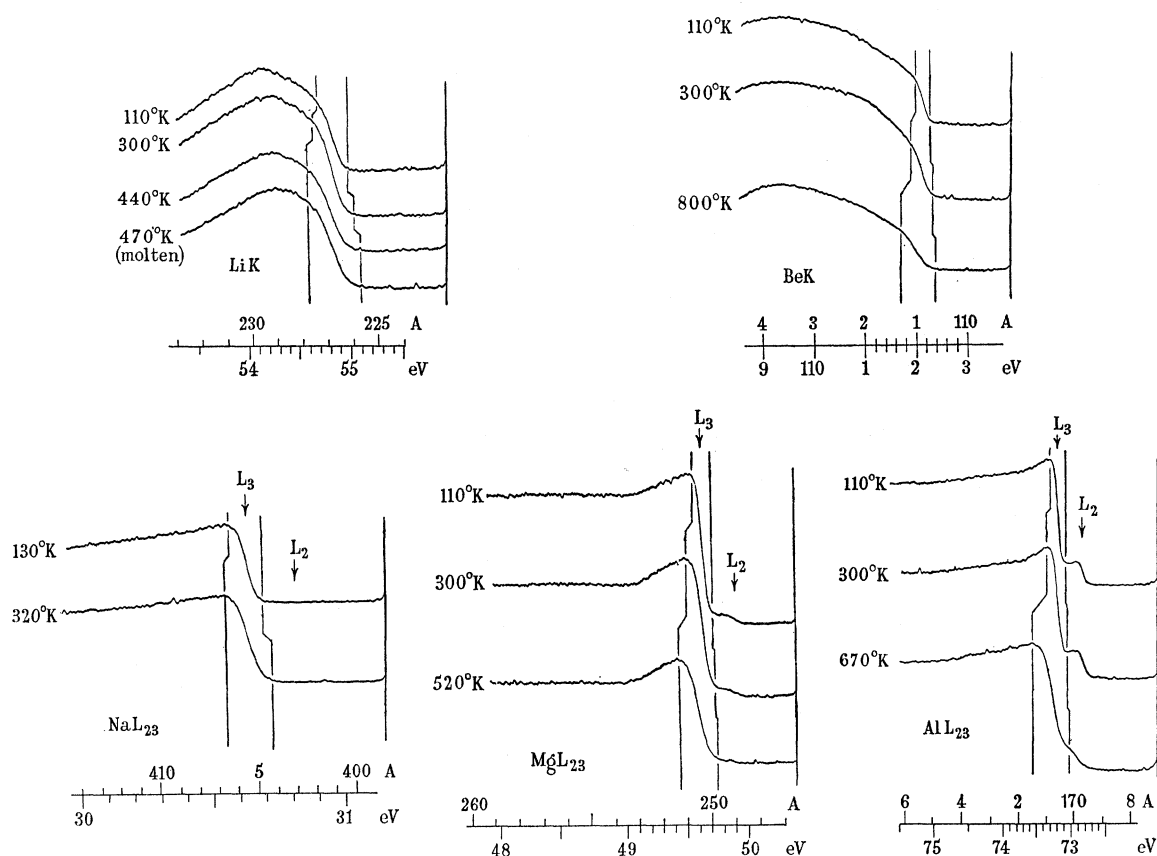 110°K
300°K
440°K
470°K
(molten)
LiK
230 225 A
54 55 eV
110°K
300°K
800°K
BeK
4 3 2 1 110 A
9 110 1 2 3 eV
L3
L2
130°K
320°K
NaL23
410 5 400 A
30 31 eV
L3
L2
110°K
300°K
520°K
MgL23
260 250 A
48 49 50 eV
L3
L2
110°K
300°K
670°K
AlL23
6 4 2 170 8 A
75 74 73 eV